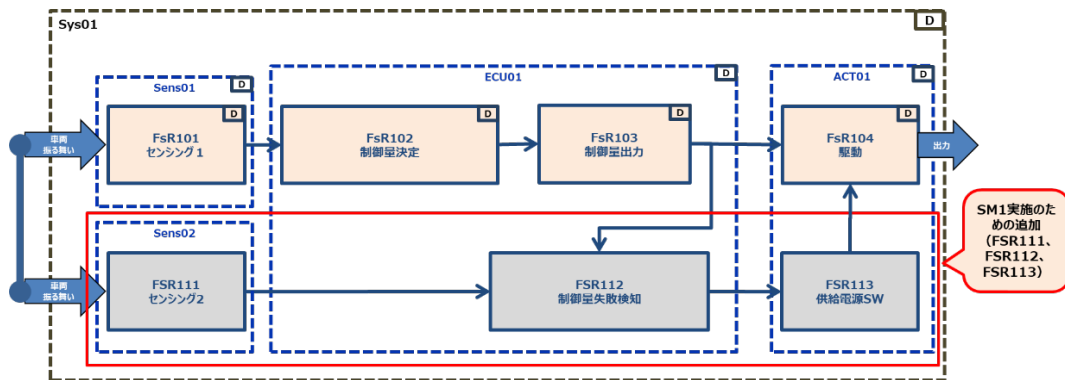 Sys01
D
Sens01
D
ECU01
D
ACT01
D
車両
振る舞い
FsR101
センシング１
D
FsR102
制御量決定
D
FsR103
制御量出力
D
FsR104
駆動
D
出力
SM1実施のた
めの追加
（FSR111、
FSR112、
FSR113）
Sens02
車両
振る舞い
FSR111
センシング2
FSR112
制御量失敗検知
FSR113
供給電源SW